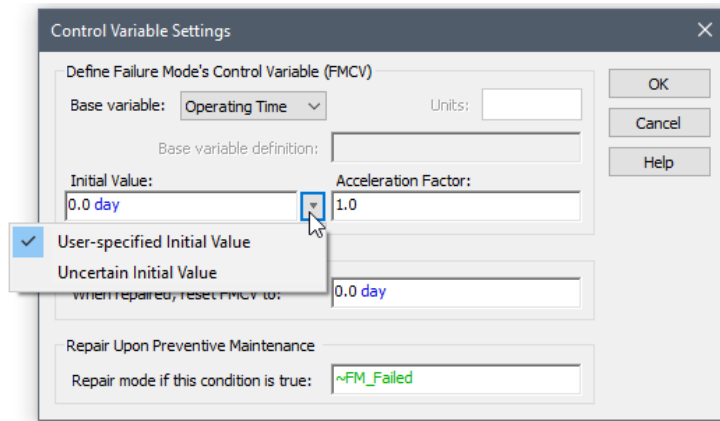 Control Variable Settings
Define Failure Mode's Control Variable (FMCV)
OK
Base variable: Operating Time Units:
Cancel
Base variable definition:
Help
Initial Value: Acceleration Factor:
0.0 day 1.0
User-specified Initial Value
Uncertain Initial Value
When repaired, reset FMCV to: 0.0 day
Repair Upon Preventive Maintenance
Repair mode if this condition is true: ~FM_Failed